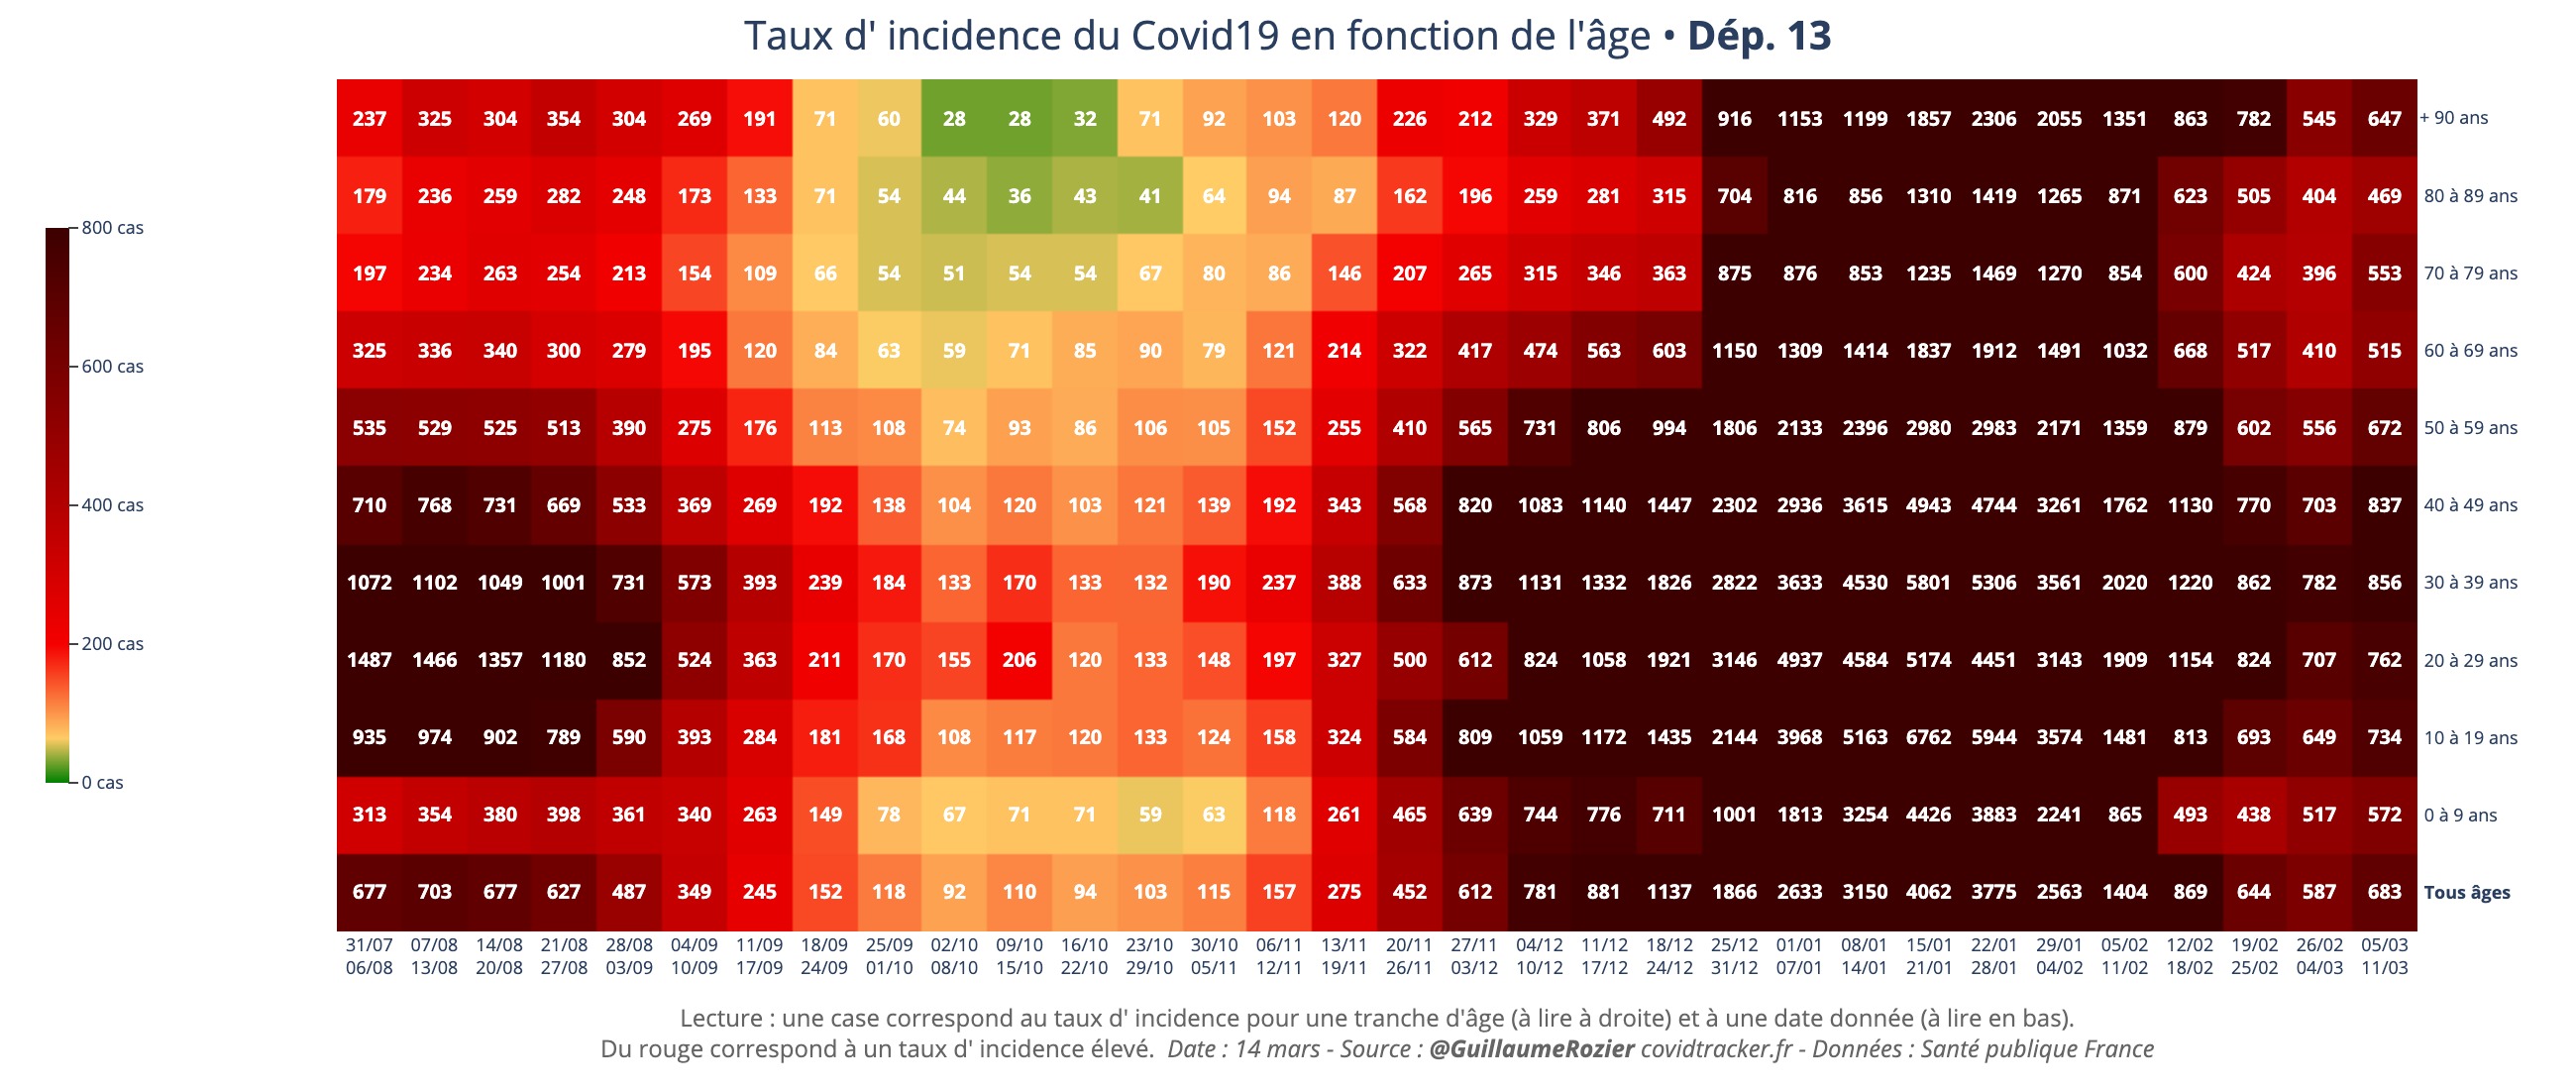 Taux d' incidence du Covid19 en fonction de l'âge • Dép. 13
800 cas
600 cas
400 cas
200 cas
0 cas
237 325 304 354 304 269 191 71 60 28 28 32 71 92 103 120 226 212 329 371 492 916 1153 1199 1857 2306 2055 1351 863 782 545 647 + 90 ans
179 236 259 282 248 173 133 71 54 44 36 43 41 64 94 87 162 196 259 281 315 704 816 856 1310 1419 1265 871 623 505 404 469 80 à 89 ans
197 234 263 254 213 154 109 66 54 51 54 54 67 80 86 146 207 265 315 346 363 875 876 853 1235 1469 1270 854 600 424 396 553 70 à 79 ans
325 336 340 300 279 195 120 84 63 59 71 85 90 79 121 214 322 417 474 563 603 1150 1309 1414 1837 1912 1491 1032 668 517 410 515 60 à 69 ans
535 529 525 513 390 275 176 113 108 74 93 86 106 105 152 255 410 565 731 806 994 1806 2133 2396 2980 2983 2171 1359 879 602 556 672 50 à 59 ans
710 768 731 669 533 369 269 192 138 104 120 103 121 139 192 343 568 820 1083 1140 1447 2302 2936 3615 4943 4744 3261 1762 1130 770 703 837 40 à 49 ans
1072 1102 1049 1001 731 573 393 239 184 133 170 133 132 190 237 388 633 873 1131 1332 1826 2822 3633 4530 5801 5306 3561 2020 1220 862 782 856 30 à 39 ans
1487 1466 1357 1180 852 524 363 211 170 155 206 120 133 148 197 327 500 612 824 1058 1921 3146 4937 4584 5174 4451 3143 1909 1154 824 707 762 20 à 29 ans
935 974 902 789 590 393 284 181 168 108 117 120 133 124 158 324 584 809 1059 1172 1435 2144 3968 5163 6762 5944 3574 1481 813 693 649 734 10 à 19 ans
313 354 380 398 361 340 263 149 78 67 71 71 59 63 118 261 465 639 744 776 711 1001 1813 3254 4426 3883 2241 865 493 438 517 572 0 à 9 ans
677 703 677 627 487 349 245 152 118 92 110 94 103 115 157 275 452 612 781 881 1137 1866 2633 3150 4062 3775 2563 1404 869 644 587 683 Tous âges
31/07 07/08 14/08 21/08 28/08 04/09 11/09 18/09 25/09 02/10 09/10 16/10 23/10 30/10 06/11 13/11 20/11 27/11 04/12 11/12 18/12 25/12 01/01 08/01 15/01 22/01 29/01 05/02 12/02 19/02 26/02 05/03
06/08 13/08 20/08 27/08 03/09 10/09 17/09 24/09 01/10 08/10 15/10 22/10 29/10 05/11 12/11 19/11 26/11 03/12 10/12 17/12 24/12 31/12 07/01 14/01 21/01 28/01 04/02 11/02 18/02 25/02 04/03 11/03
Lecture : une case correspond au taux d' incidence pour une tranche d'âge (à lire à droite) et à une date donnée (à lire en bas).
Du rouge correspond à un taux d' incidence élevé. Date : 14 mars - Source : @GuillaumeRozier covidtracker.fr - Données : Santé publique France